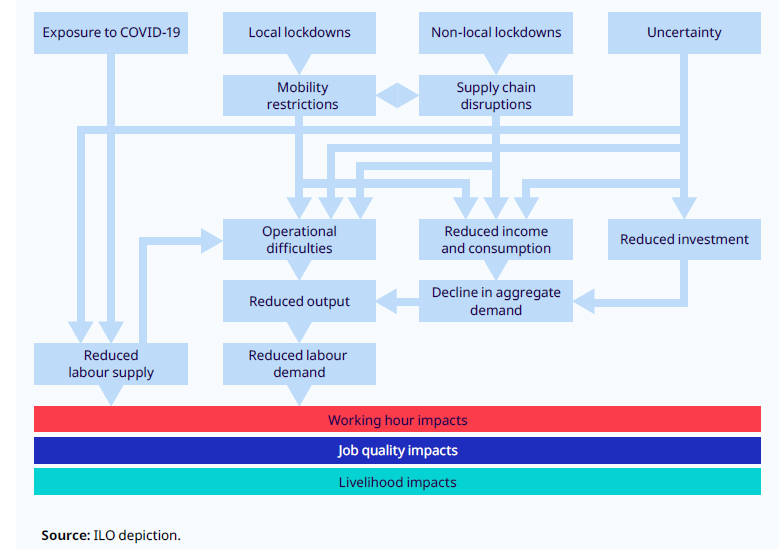 Exposure to COVID-19
Local lockdowns
Non-local lockdowns
Uncertainty
Mobility
restrictions
Supply chain
disruptions
Operational
difficulties
Reduced income
and consumption
Reduced investment
Reduced output
Decline in aggregate
demand
Reduced
labour supply
Reduced labour
demand
Working hour impacts
Job quality impacts
Livelihood impacts
Source: ILO depiction.